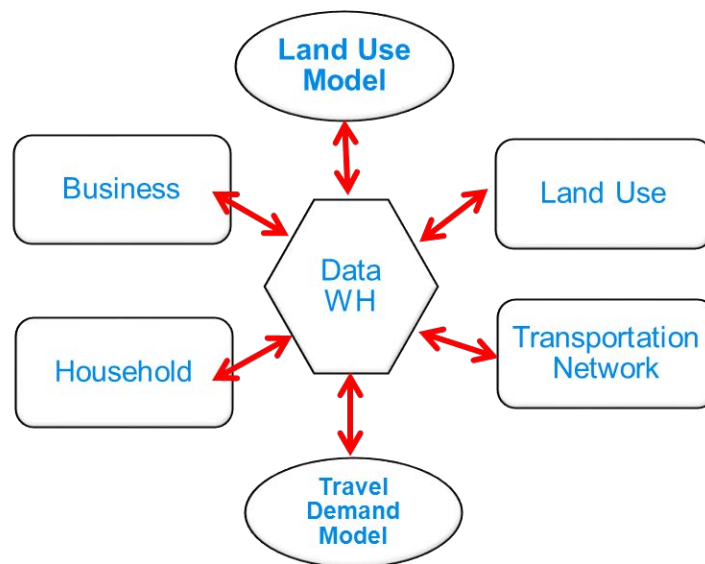 Land Use
Model
Business
Land Use
Data
WH
Household
Transportation
Network
Travel
Demand
Model